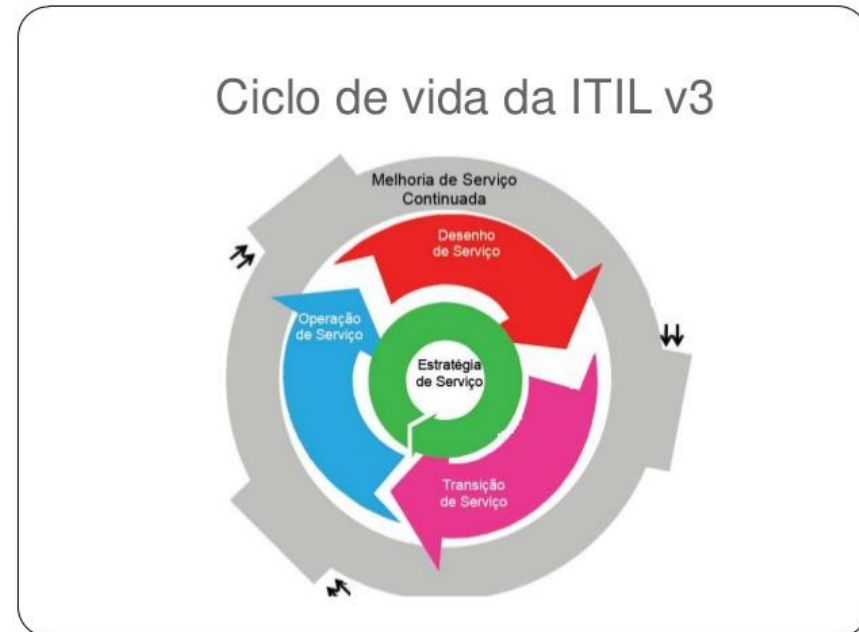 Ciclo de vida da ITIL v3
Melhoria de Serviço
Continuada
Desenho
de Serviço
Operação
de Serviço
Estratégia
de Serviço
Transição
de Serviço